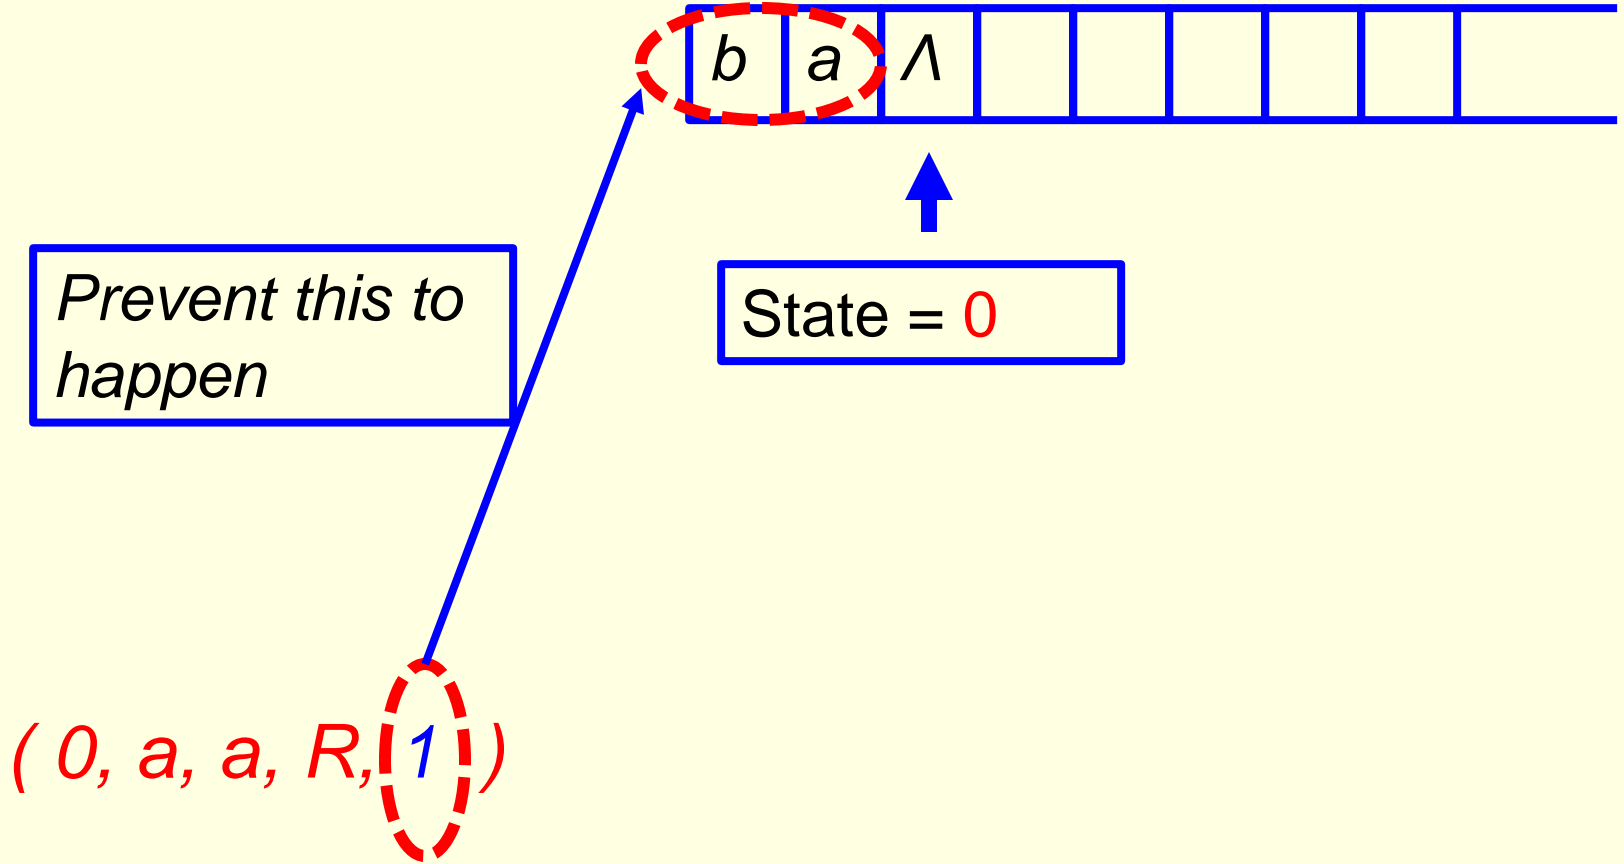 b a Λ
Prevent this to
happen
State = 0
( 0, a, a, R, 1 )